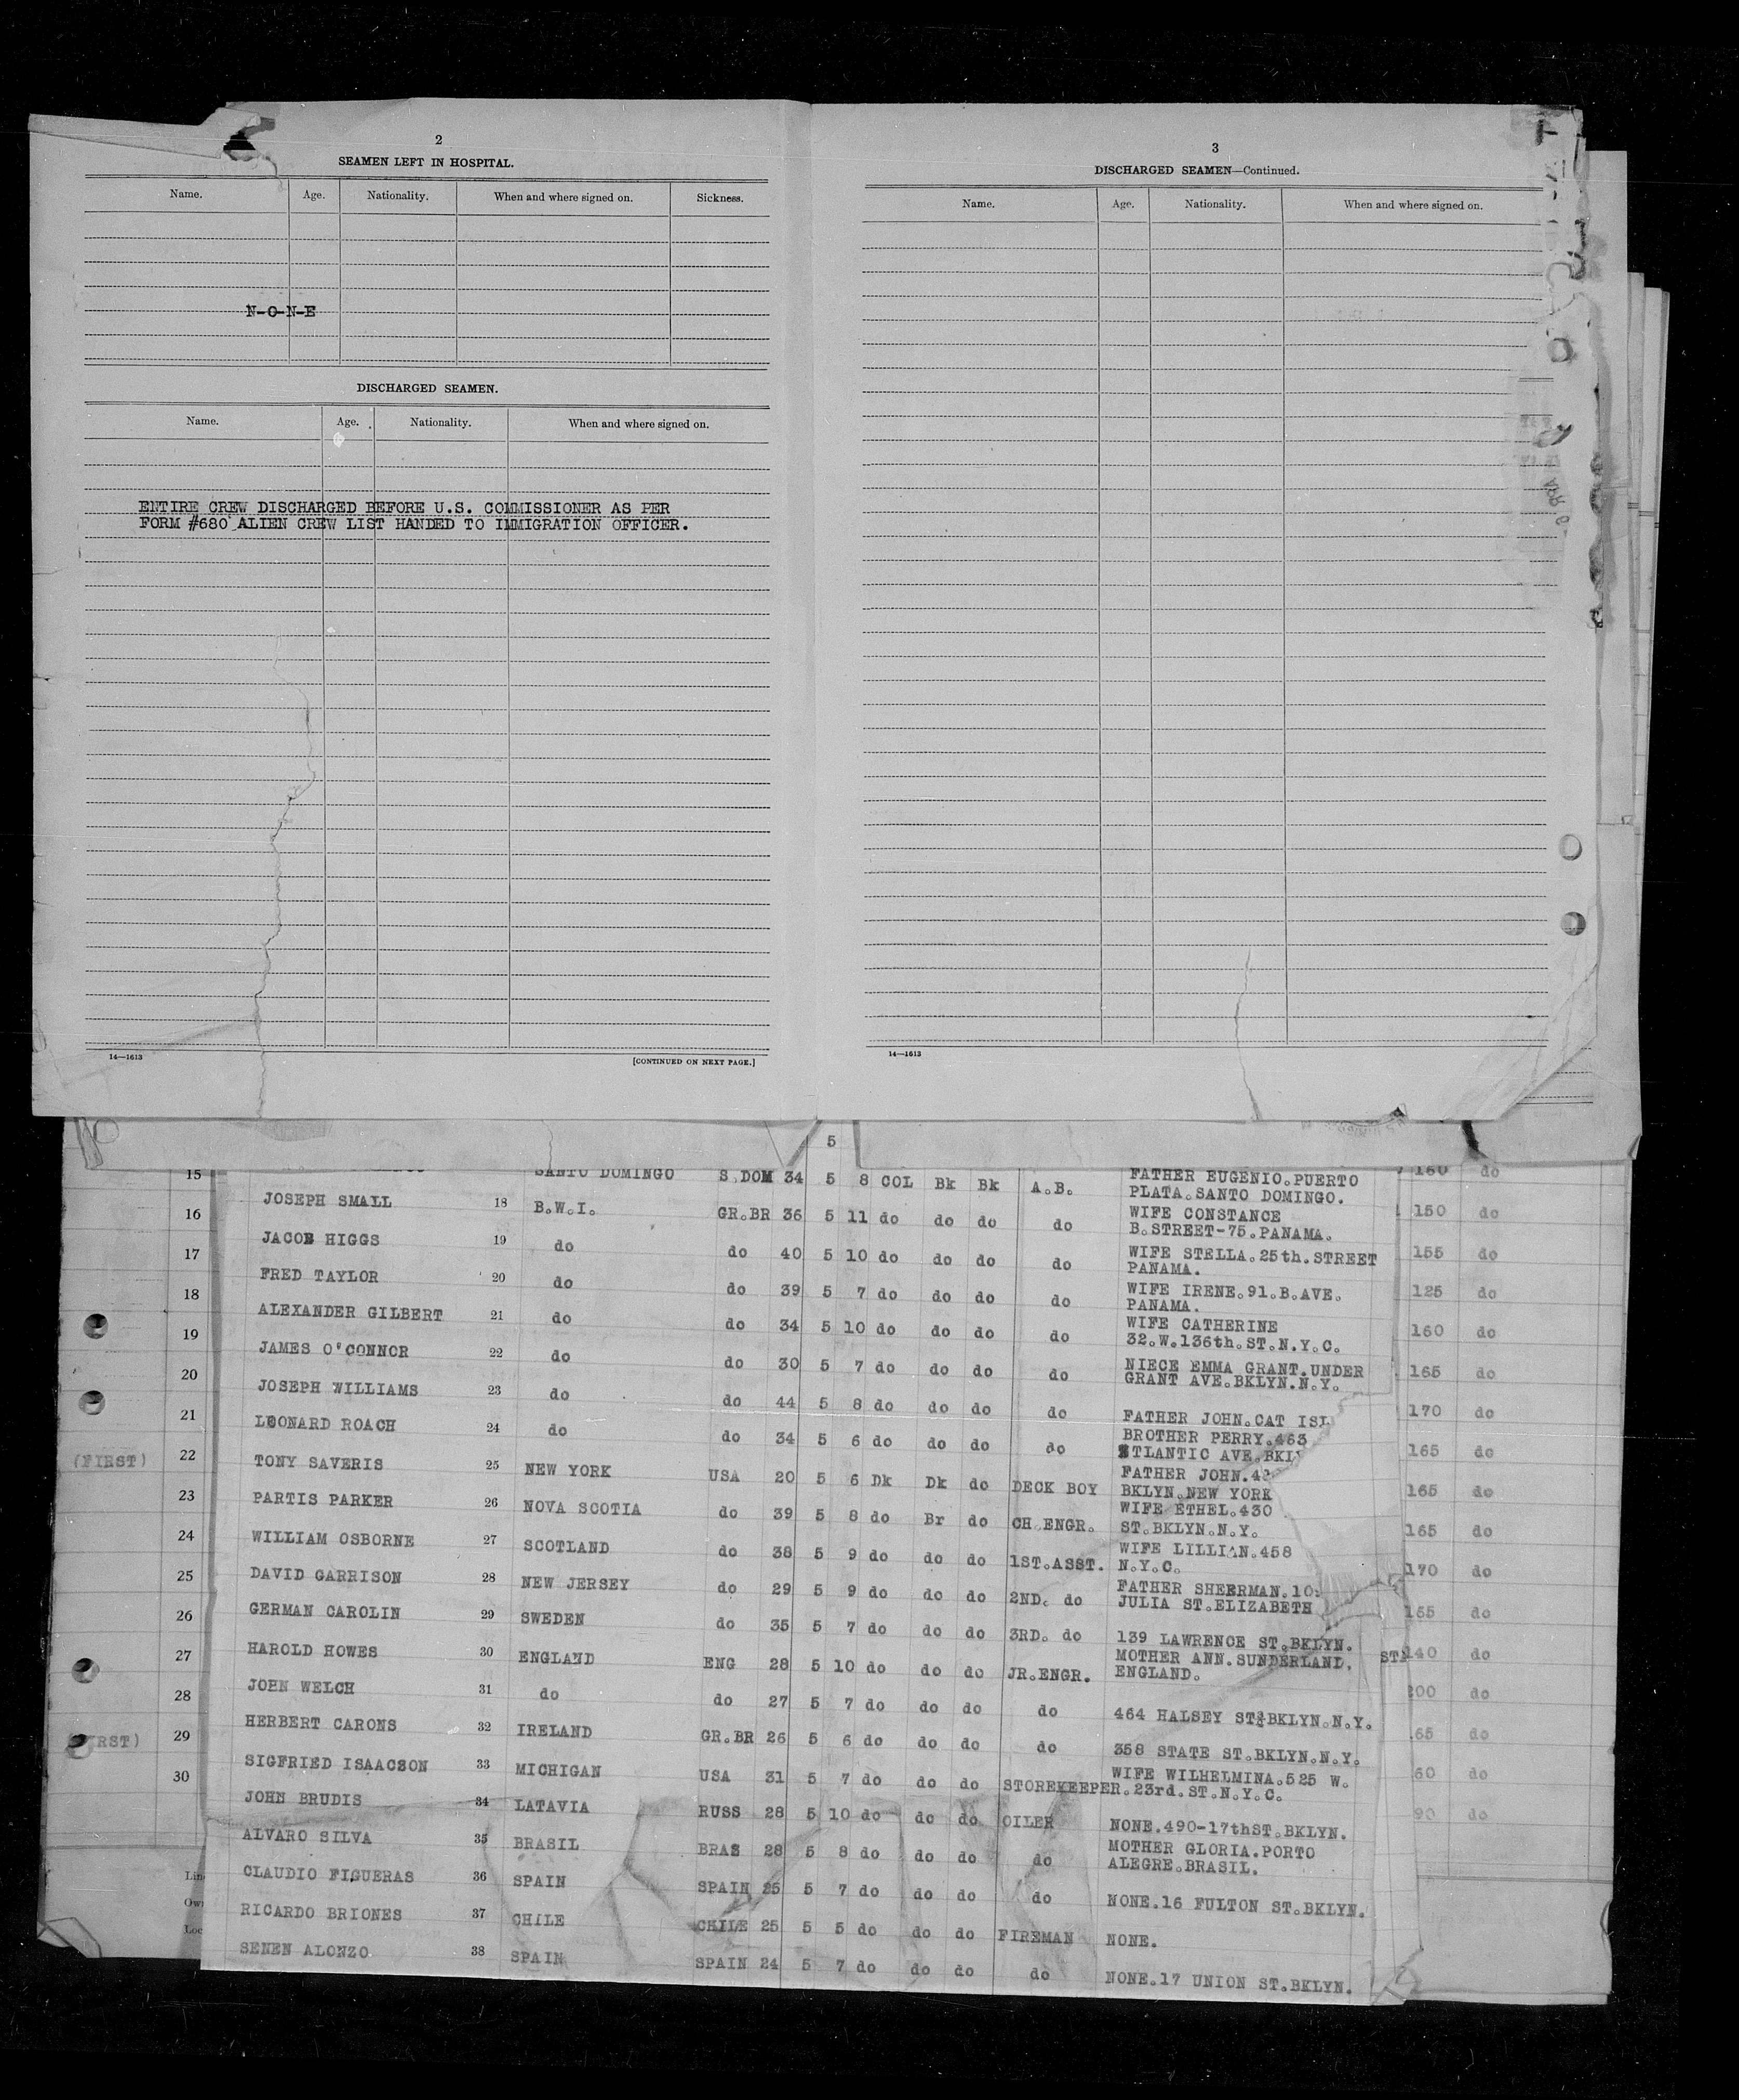 2
SEAMEN LEFT IN HOSPITAL.
Name. Age. Nationality. When and where signed on. Sickness.
N-O-N-E
DISCHARGED SEAMEN.
Name. Age. Nationality. When and where signed on.
ENTIRE CREW DISCHARGED BEFORE U.S. COMMISSIONER AS PER
FORM #680 ALIEN CREW LIST HANDED TO IMMIGRATION OFFICER.
14—1613
[CONTINUED ON NEXT PAGE.]
3
DISCHARGED SEAMEN—Continued.
Name. Age. Nationality. When and where signed on.
14—1613
5
15 SANTO DOMINGO S.DOM 34 5 8 COL Bk Bk A.B. FATHER EUGENIO.PUERTO 160 do
PLATA.SANTO DOMINGO.
16 JOSEPH SMALL 18 B.W.I. GR.BR 36 5 11 do do do do WIFE CONSTANCE 150 do
B.STREET-75.PANAMA.
17 JACOB HIGGS 19 do do 40 5 10 do do do do WIFE STELLA.25th.STREET 155 do
PANAMA.
18 FRED TAYLOR 20 do do 39 5 7 do do do do WIFE IRENE.91.B.AVE. 125 do
PANAMA.
19 ALEXANDER GILBERT 21 do do 34 5 10 do do do do WIFE CATHERINE 160 do
32.W.136th.ST.N.Y.C.
20 JAMES O'CONNOR 22 do do 30 5 7 do do do do NIECE EMMA GRANT.UNDER 165 do
GRANT AVE.BKLYN.N.Y.
21 JOSEPH WILLIAMS 23 do do 44 5 8 do do do do FATHER JOHN.CAT ISL 170 do
(FIRST) 22 LEONARD ROACH 24 do do 34 5 6 do do do do BROTHER PERRY.463 165 do
ATLANTIC AVE.BKL
23 TONY SAVERIS 25 NEW YORK USA 20 5 6 Dk Dk do DECK BOY FATHER JOHN. 165 do
BKLYN.NEW YORK
24 PARTIS PARKER 26 NOVA SCOTIA do 39 5 8 do Br do CH.ENGR. WIFE ETHEL.430 165 do
ST.BKLYN.N.Y.
25 WILLIAM OSBORNE 27 SCOTLAND do 38 5 9 do do do 1ST.ASST. WIFE LILLIAN.458 170 do
N.Y.C.
26 DAVID GARRISON 28 NEW JERSEY do 29 5 9 do do do 2ND. do FATHER SHEERMAN.10 165 do
JULIA ST.ELIZABETH
27 GERMAN CAROLIN 29 SWEDEN do 35 5 7 do do do 3RD. do 139 LAWRENCE ST.BKLYN. 140 do
HAROLD HOWES 30 ENGLAND ENG 28 5 10 do do do JR.ENGR. MOTHER ANN.SUNDERLAND. ST
ENGLAND.
28 JOHN WELCH 31 do do 27 5 7 do do do do 464 HALSEY ST.BKLYN.N.Y. 200 do
RST) 29 HERBERT CARONS 32 IRELAND GR.BR 26 5 6 do do do do 358 STATE ST.BKLYN.N.Y. 65 do
30 SIGFRIED ISAACSON 33 MICHIGAN USA 31 5 7 do do do STOREKEEPER. WIFE WILHELMINA.525 W. 60 do
23rd.ST.N.Y.C.
JOHN BRUDIS 34 LATAVIA RUSS 28 5 10 do do do OILER NONE.490-17thST.BKLYN. 90 do
ALVARO SILVA 35 BRASIL BRAS 28 5 8 do do do do MOTHER GLORIA.PORTO
ALEGRE.BRASIL.
Lin CLAUDIO FIGUERAS 36 SPAIN SPAIN 25 5 7 do do do do NONE.16 FULTON ST.BKLYN.
Ow RICARDO BRIONES 37 CHILE CHILE 25 5 5 do do do FIREMAN NONE.
Loc SENEN ALONZO 38 SPAIN SPAIN 24 5 7 do do do do NONE.17 UNION ST.BKLYN.